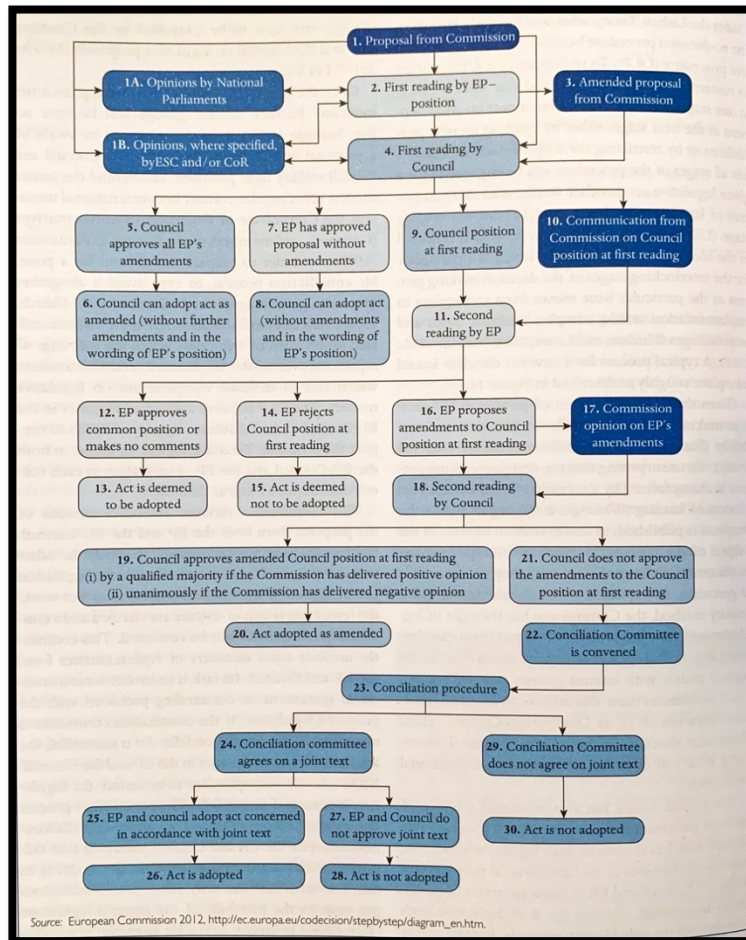 1. Proposal from Commission
1A. Opinions by National
Parliaments
2. First reading by EP–
position
3. Amended proposal
from Commission
1B. Opinions, where specified,
byESC and/or CoR
4. First reading by
Council
5. Council
approves all EP's
amendments
7. EP has approved
proposal without
amendments
9. Council
position at first
reading
10. Communication from
Commission on Council
position at first reading
6. Council can adopt act as
amended (without further
amendments and in the
wording of EP's position)
8. Council can adopt act
(without amendments
and in the wording of
EP's position)
11. Second
reading by EP
12. EP approves
common position or
makes no comments
14. EP rejects
Council position at
first reading
16. EP proposes
amendments to Council
position at first reading
17. Commission
opinion on EP's
amendments
13. Act is deemed
to be adopted
15. Act is deemed
not to be adopted
18. Second reading
by Council
19. Council approves amended Council position at first reading
(i) by a qualified majority if the Commission has delivered positive opinion
(ii) unanimously if the Commission has delivered negative opinion
21. Council does not approve
the amendments to the Council
position at first reading
20. Act adopted as amended
22. Conciliation Committee
is convened
23. Conciliation procedure
24. Conciliation committee
agrees on a joint text
29. Conciliation Committee
does not agree on joint text
25. EP and council adopt act concerned
in accordance with joint text
27. EP and Council do
not approve joint text
30. Act is not adopted
26. Act is adopted
28. Act is not adopted
Source: European Commission 2012, http://ec.europa.eu/codecision/stepbystep/diagram_en.htm.